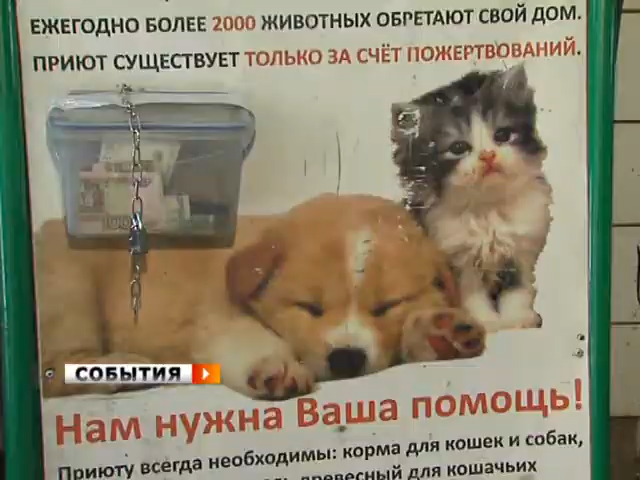 ЕЖЕГОДНО БОЛЕЕ 2000 ЖИВОТНЫХ ОБРЕТАЮТ СВОЙ ДОМ.
ПРИЮТ СУЩЕСТВУЕТ ТОЛЬКО ЗА СЧЁТ ПОЖЕРТВОВАНИЙ.
СОБЫТИЯ
Нам нужна Ваша помощь!
Приюту всегда необходимы: корма для кошек и собак,
древесный для кошачьих